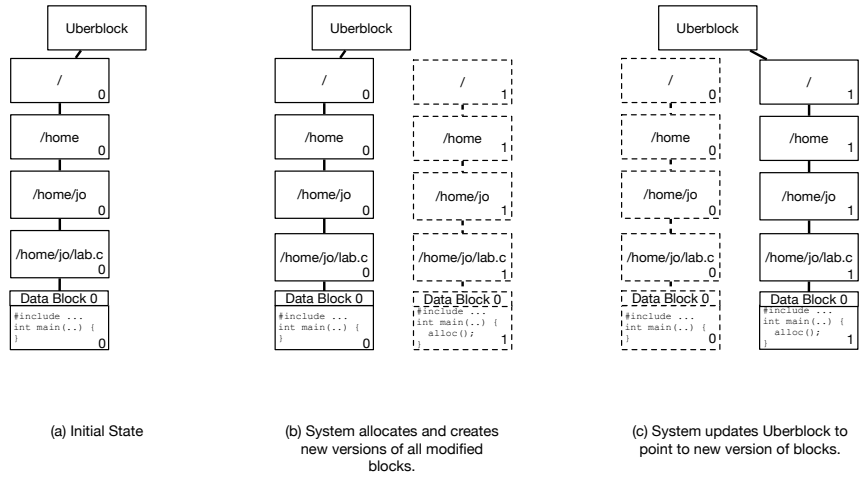 Uberblock
/
0
/home
0
/home/jo
0
/home/jo/lab.c
0
Data Block 0
#include ...
int main(..) {
}
0
(a) Initial State
Uberblock
/
0
/home
0
/home/jo
0
/home/jo/lab.c
0
Data Block 0
#include ...
int main(..) {
}
0
/
1
/home
1
/home/jo
1
/home/jo/lab.c
1
Data Block 0
#include ...
int main(..) {
alloc();
}
1
(b) System allocates and creates
new versions of all modified
blocks.
Uberblock
/
0
/home
0
/home/jo
0
/home/jo/lab.c
0
Data Block 0
#include ...
int main(..) {
}
0
/
1
/home
1
/home/jo
1
/home/jo/lab.c
1
Data Block 0
#include ...
int main(..) {
alloc();
}
1
(c) System updates Uberblock to
point to new version of blocks.